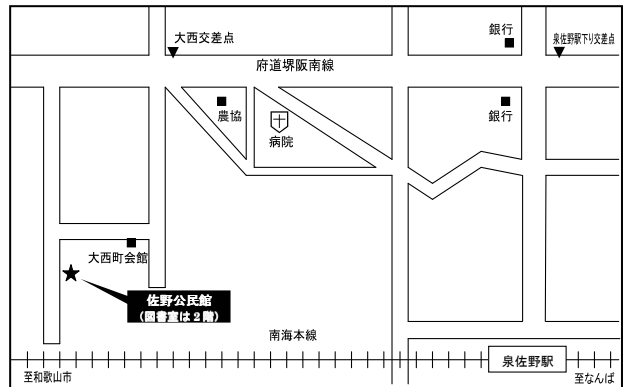 銀行
大西交差点
泉佐野駅下り交差点
府道堺阪南線
農協
銀行
病院
大西町会館
佐野公民館
(図書室は2階)
南海本線
泉佐野駅
至和歌山市
至なんば